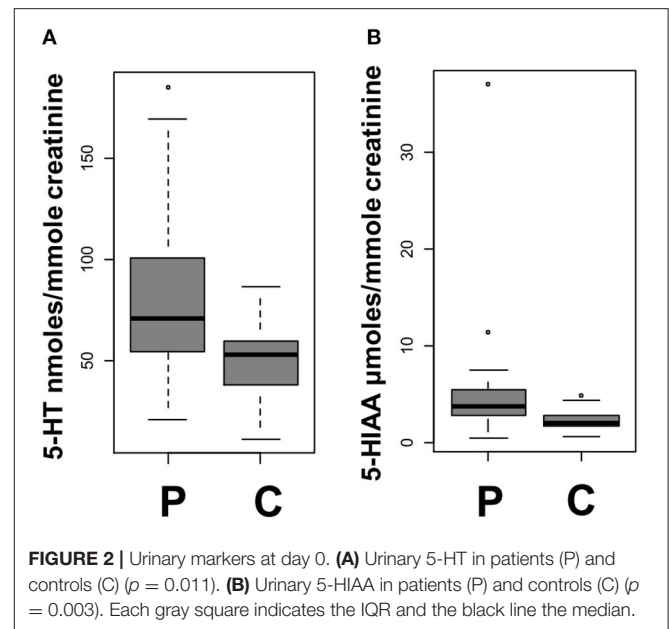 A
5-HT nmoles/mmole creatinine
150
100
50
P
C
B
5-HIAA µmoles/mmole creatinine
30
20
10
0
P
C
FIGURE 2 | Urinary markers at day 0. (A) Urinary 5-HT in patients (P) and
controls (C) (p = 0.011). (B) Urinary 5-HIAA in patients (P) and controls (C) (p
= 0.003). Each gray square indicates the IQR and the black line the median.